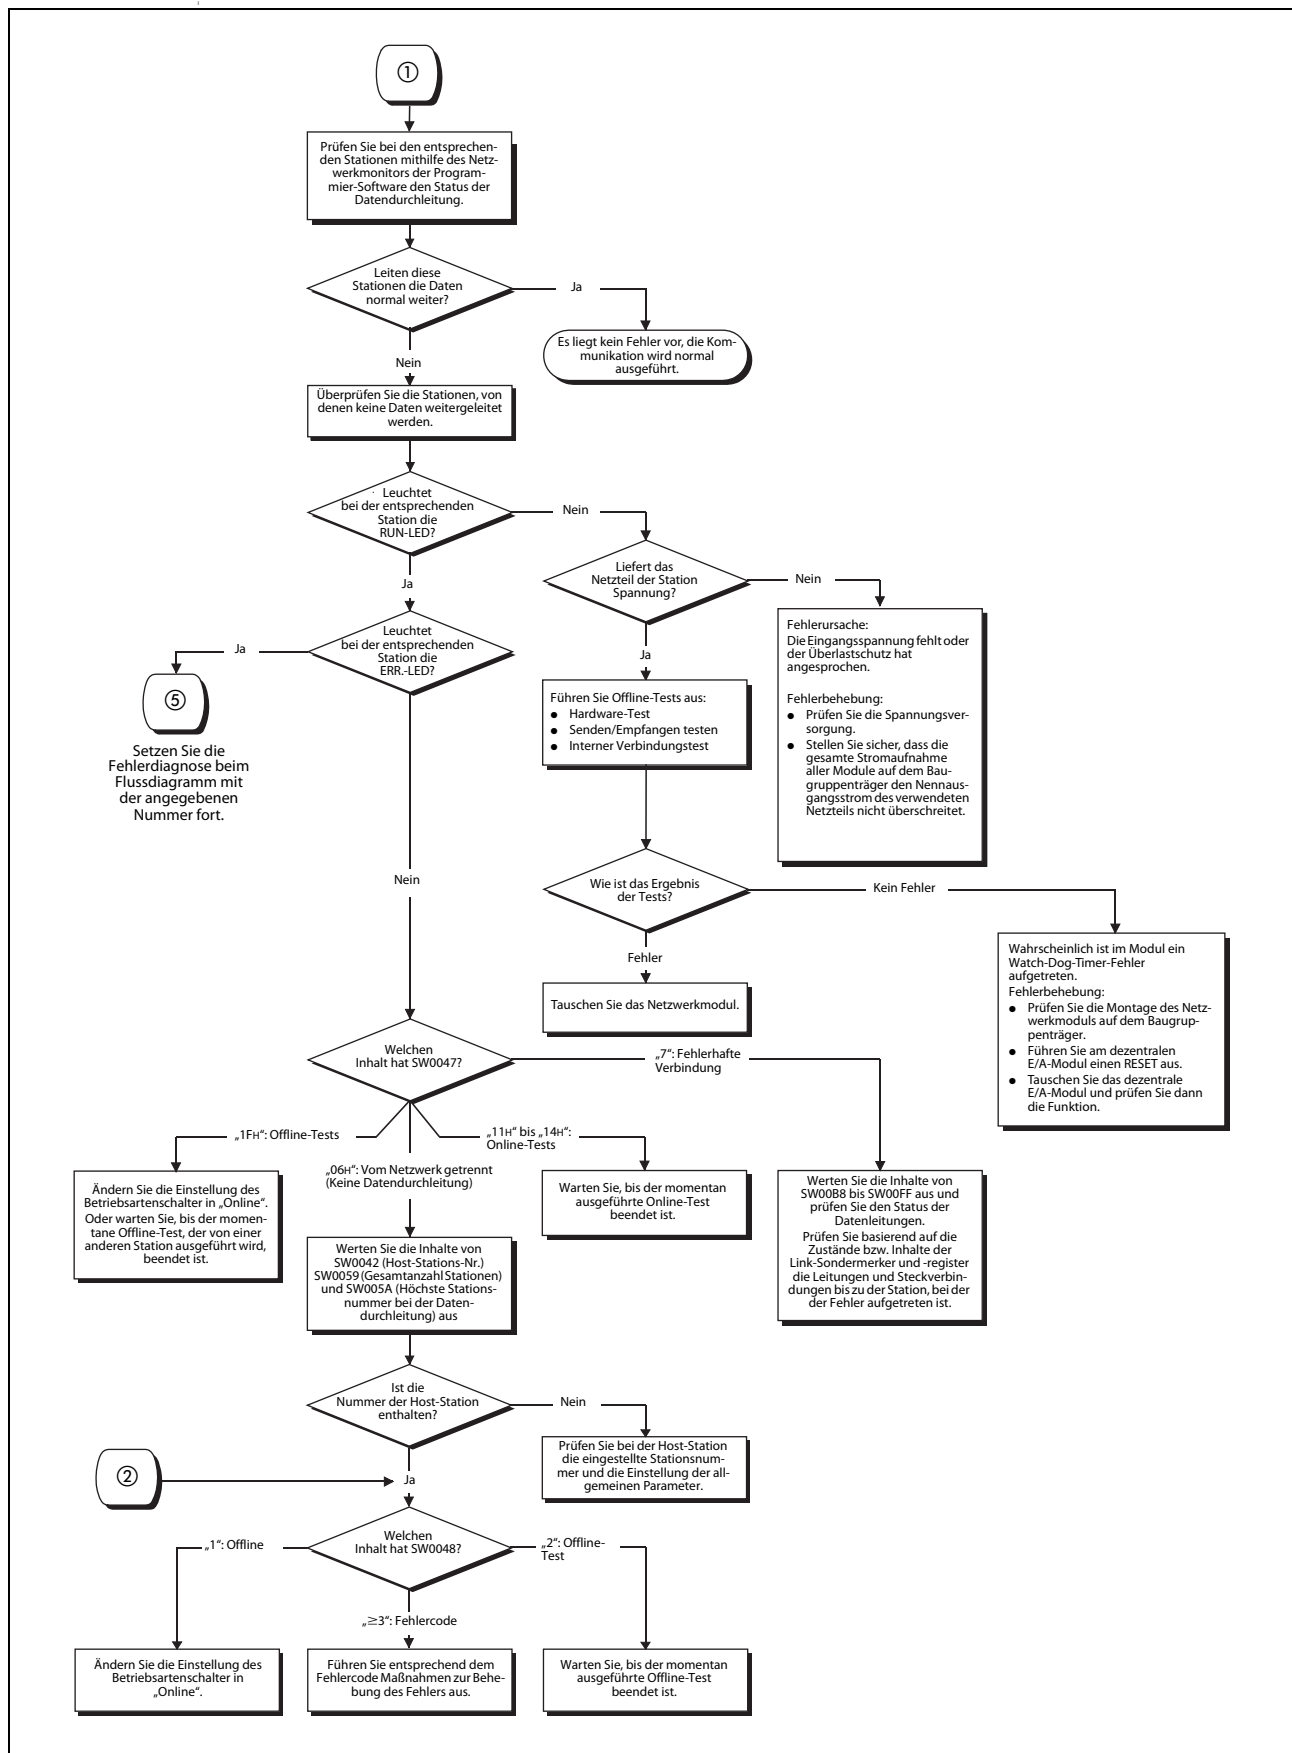 ①
Prüfen Sie bei den entsprechen-
den Stationen mithilfe des Netz-
werkmonitors der Program-
mier-Software den Status der
Datendurchleitung.
Leiten diese
Stationen die Daten
normal weiter?
Ja
Es liegt kein Fehler vor, die Kom-
munikation wird normal
ausgeführt.
Nein
Überprüfen Sie die Stationen, von
denen keine Daten weitergeleitet
werden.
Leuchtet
bei der entsprechenden
Station die
RUN-LED?
Nein
Liefert das
Netzteil der Station
Spannung?
Nein
Fehlerursache:
Die Eingangsspannung fehlt oder
der Überlastschutz hat
angesprochen.
Fehlerbehebung:
● Prüfen Sie die Spannungsver-
sorgung.
● Stellen Sie sicher, dass die
gesamte Stromaufnahme
aller Module auf dem Bau-
gruppenträger den Nennaus-
gangsstrom des verwendeten
Netzteils nicht überschreitet.
Ja
Führen Sie Offline-Tests aus:
● Hardware-Test
● Senden/Empfangen testen
● Interner Verbindungstest
Wie ist das Ergebnis
der Tests?
Kein Fehler
Wahrscheinlich ist im Modul ein
Watch-Dog-Timer-Fehler
aufgetreten.
Fehlerbehebung:
● Prüfen Sie die Montage des Netz-
werkmoduls auf dem Baugrup-
penträger.
● Führen Sie am dezentralen
E/A-Modul einen RESET aus.
● Tauschen Sie das dezentrale
E/A-Modul und prüfen Sie dann
die Funktion.
Fehler
Tauschen Sie das Netzwerkmodul.
Ja
Leuchtet
bei der entsprechenden
Station die
ERR.-LED?
Ja
⑤
Setzen Sie die
Fehlerdiagnose beim
Flussdiagramm mit
der angegebenen
Nummer fort.
Nein
Welchen
Inhalt hat SW0047?
„7“: Fehlerhafte
Verbindung
„1FH“: Offline-Tests
„11H“ bis „14H“:
Online-Tests
„06H“: Vom Netzwerk getrennt
(Keine Datendurchleitung)
Ändern Sie die Einstellung des
Betriebsartenschalter in „Online“.
Oder warten Sie, bis der momen-
tane Offline-Test, der von einer
anderen Station ausgeführt wird,
beendet ist.
Warten Sie, bis der momentan
ausgeführte Online-Test
beendet ist.
Werten Sie die Inhalte von
SW00B8 bis SW00FF aus und
prüfen Sie den Status der
Datenleitungen.
Prüfen Sie basierend auf die
Zustände bzw. Inhalte der
Link-Sondermerker und -register
die Leitungen und Steckverbin-
dungen bis zu der Station, bei der
der Fehler aufgetreten ist.
Werten Sie die Inhalte von
SW0042 (Host-Stations-Nr.)
SW0059 (Gesamtanzahl Stationen)
und SW005A (Höchste Stations-
nummer bei der Daten-
durchleitung) aus
Ist die
Nummer der Host-Station
enthalten?
Nein
Prüfen Sie bei der Host-Station
die eingestellte Stationsnum-
mer und die Einstellung der all-
gemeinen Parameter.
②
Ja
Welchen
Inhalt hat SW0048?
„1“: Offline
„2“: Offline-
Test
„≥3“: Fehlercode
Ändern Sie die Einstellung des
Betriebsartenschalter in
„Online“.
Führen Sie entsprechend dem
Fehlercode Maßnahmen zur Behe-
bung des Fehlers aus.
Warten Sie, bis der momentan
ausgeführte Offline-Test
beendet ist.